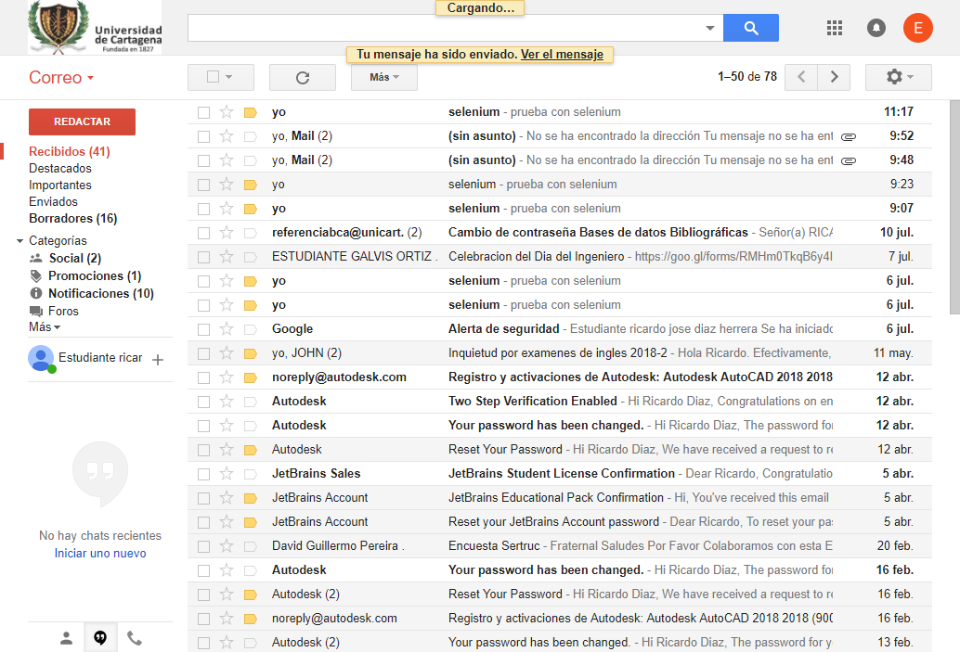 Cargando...
Universidad
de Cartagena
Fundada en 1827
E
Tu mensaje ha sido enviado. Ver el mensaje
Correo
Más
1–50 de 78
REDACTAR
Recibidos (41)
Destacados
Importantes
Enviados
Borradores (16)
Categorías
Social (2)
Promociones (1)
Notificaciones (10)
Foros
Más
Estudiante ricar
No hay chats recientes
Iniciar uno nuevo
yo selenium - prueba con selenium 11:17
yo, Mail (2) (sin asunto) - No se ha encontrado la dirección Tu mensaje no se ha ent 9:52
yo, Mail (2) (sin asunto) - No se ha encontrado la dirección Tu mensaje no se ha ent 9:48
yo selenium - prueba con selenium 9:23
yo selenium - prueba con selenium 9:07
referenciabca@unicart. (2) Cambio de contraseña Bases de datos Bibliográficas - Señor(a) RICA 10 jul.
ESTUDIANTE GALVIS ORTIZ . Celebracion del Dia del Ingeniero - https://goo.gl/forms/RMHm0TkqB6y4I 7 jul.
yo selenium - prueba con selenium 6 jul.
yo selenium - prueba con selenium 6 jul.
Google Alerta de seguridad - Estudiante ricardo jose diaz herrera Se ha iniciado 6 jul.
yo, JOHN (2) Inquietud por examenes de ingles 2018-2 - Hola Ricardo. Efectivamente, 11 may.
noreply@autodesk.com Registro y activaciones de Autodesk: Autodesk AutoCAD 2018 2018 12 abr.
Autodesk Two Step Verification Enabled - Hi Ricardo Diaz, Congratulations on en 12 abr.
Autodesk Your password has been changed. - Hi Ricardo Diaz, The password for 12 abr.
Autodesk Reset Your Password - Hi Ricardo Diaz, We have received a request to re 12 abr.
JetBrains Sales JetBrains Student License Confirmation - Dear Ricardo, Congratulatio 5 abr.
JetBrains Account JetBrains Educational Pack Confirmation - Hi, You've received this email 5 abr.
JetBrains Account Reset your JetBrains Account password - Dear Ricardo, To reset your pas 5 abr.
David Guillermo Pereira . Encuesta Sertruc - Fraternal Saludes Por Favor Colaboramos con esta E 20 feb.
Autodesk Your password has been changed. - Hi Ricardo Diaz, The password for 16 feb.
Autodesk (2) Reset Your Password - Hi Ricardo Diaz, We have received a request to re 16 feb.
noreply@autodesk.com Registro y activaciones de Autodesk: Autodesk AutoCAD 2018 2018 (900 16 feb.
Autodesk (2) Your password has been changed. - Hi Ricardo Diaz, The password for y 13 feb.